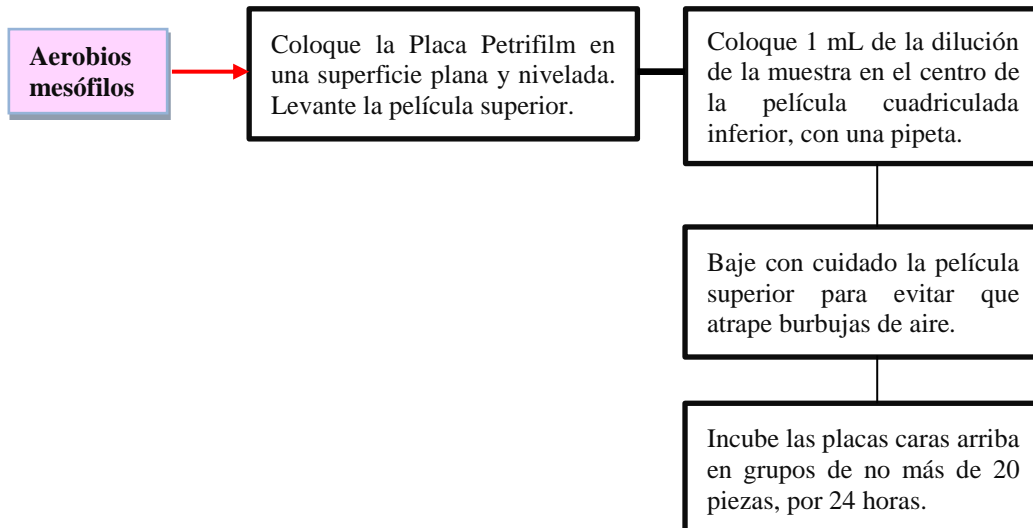 Aerobios
mesófilos
Coloque la Placa Petrifilm en
una superficie plana y nivelada.
Levante la película superior.
Coloque 1 mL de la dilución
de la muestra en el centro de
la película cuadriculada
inferior, con una pipeta.
Baje con cuidado la película
superior para evitar que
atrape burbujas de aire.
Incube las placas caras arriba
en grupos de no más de 20
piezas, por 24 horas.